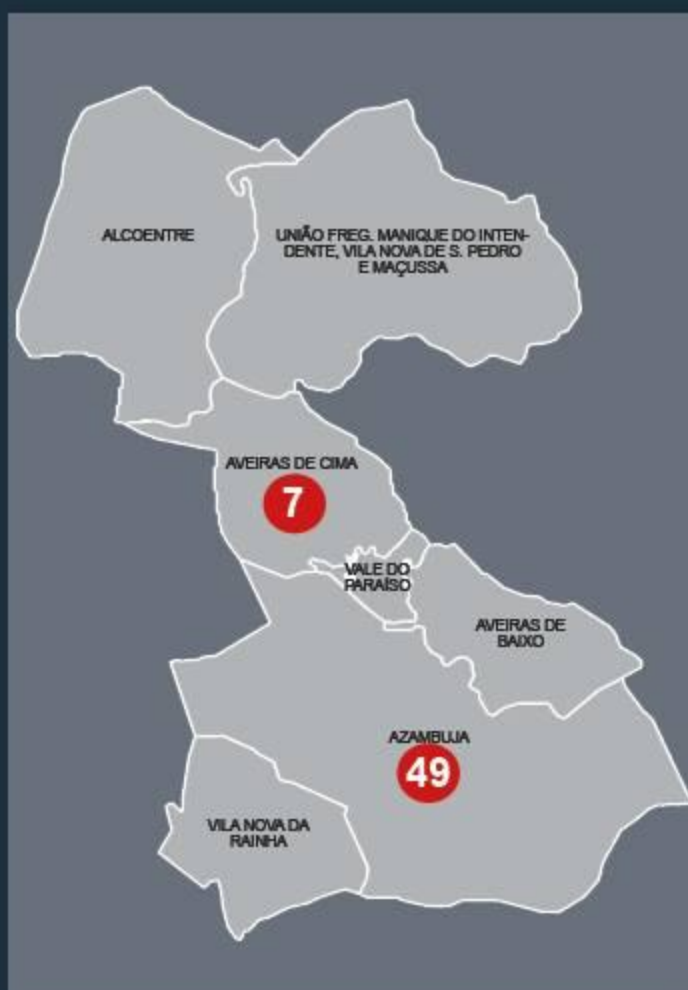 ALCOENTRE
UNIÃO FREG. MANIQUE DO INTEN-
DENTE, VILA NOVA DE S. PEDRO
E MAÇUSSA
AVEIRAS DE CIMA
7
VALE DO
PARAÍSO
AVEIRAS DE
BAIXO
AZAMBUJA
49
VILA NOVA DA
RAINHA